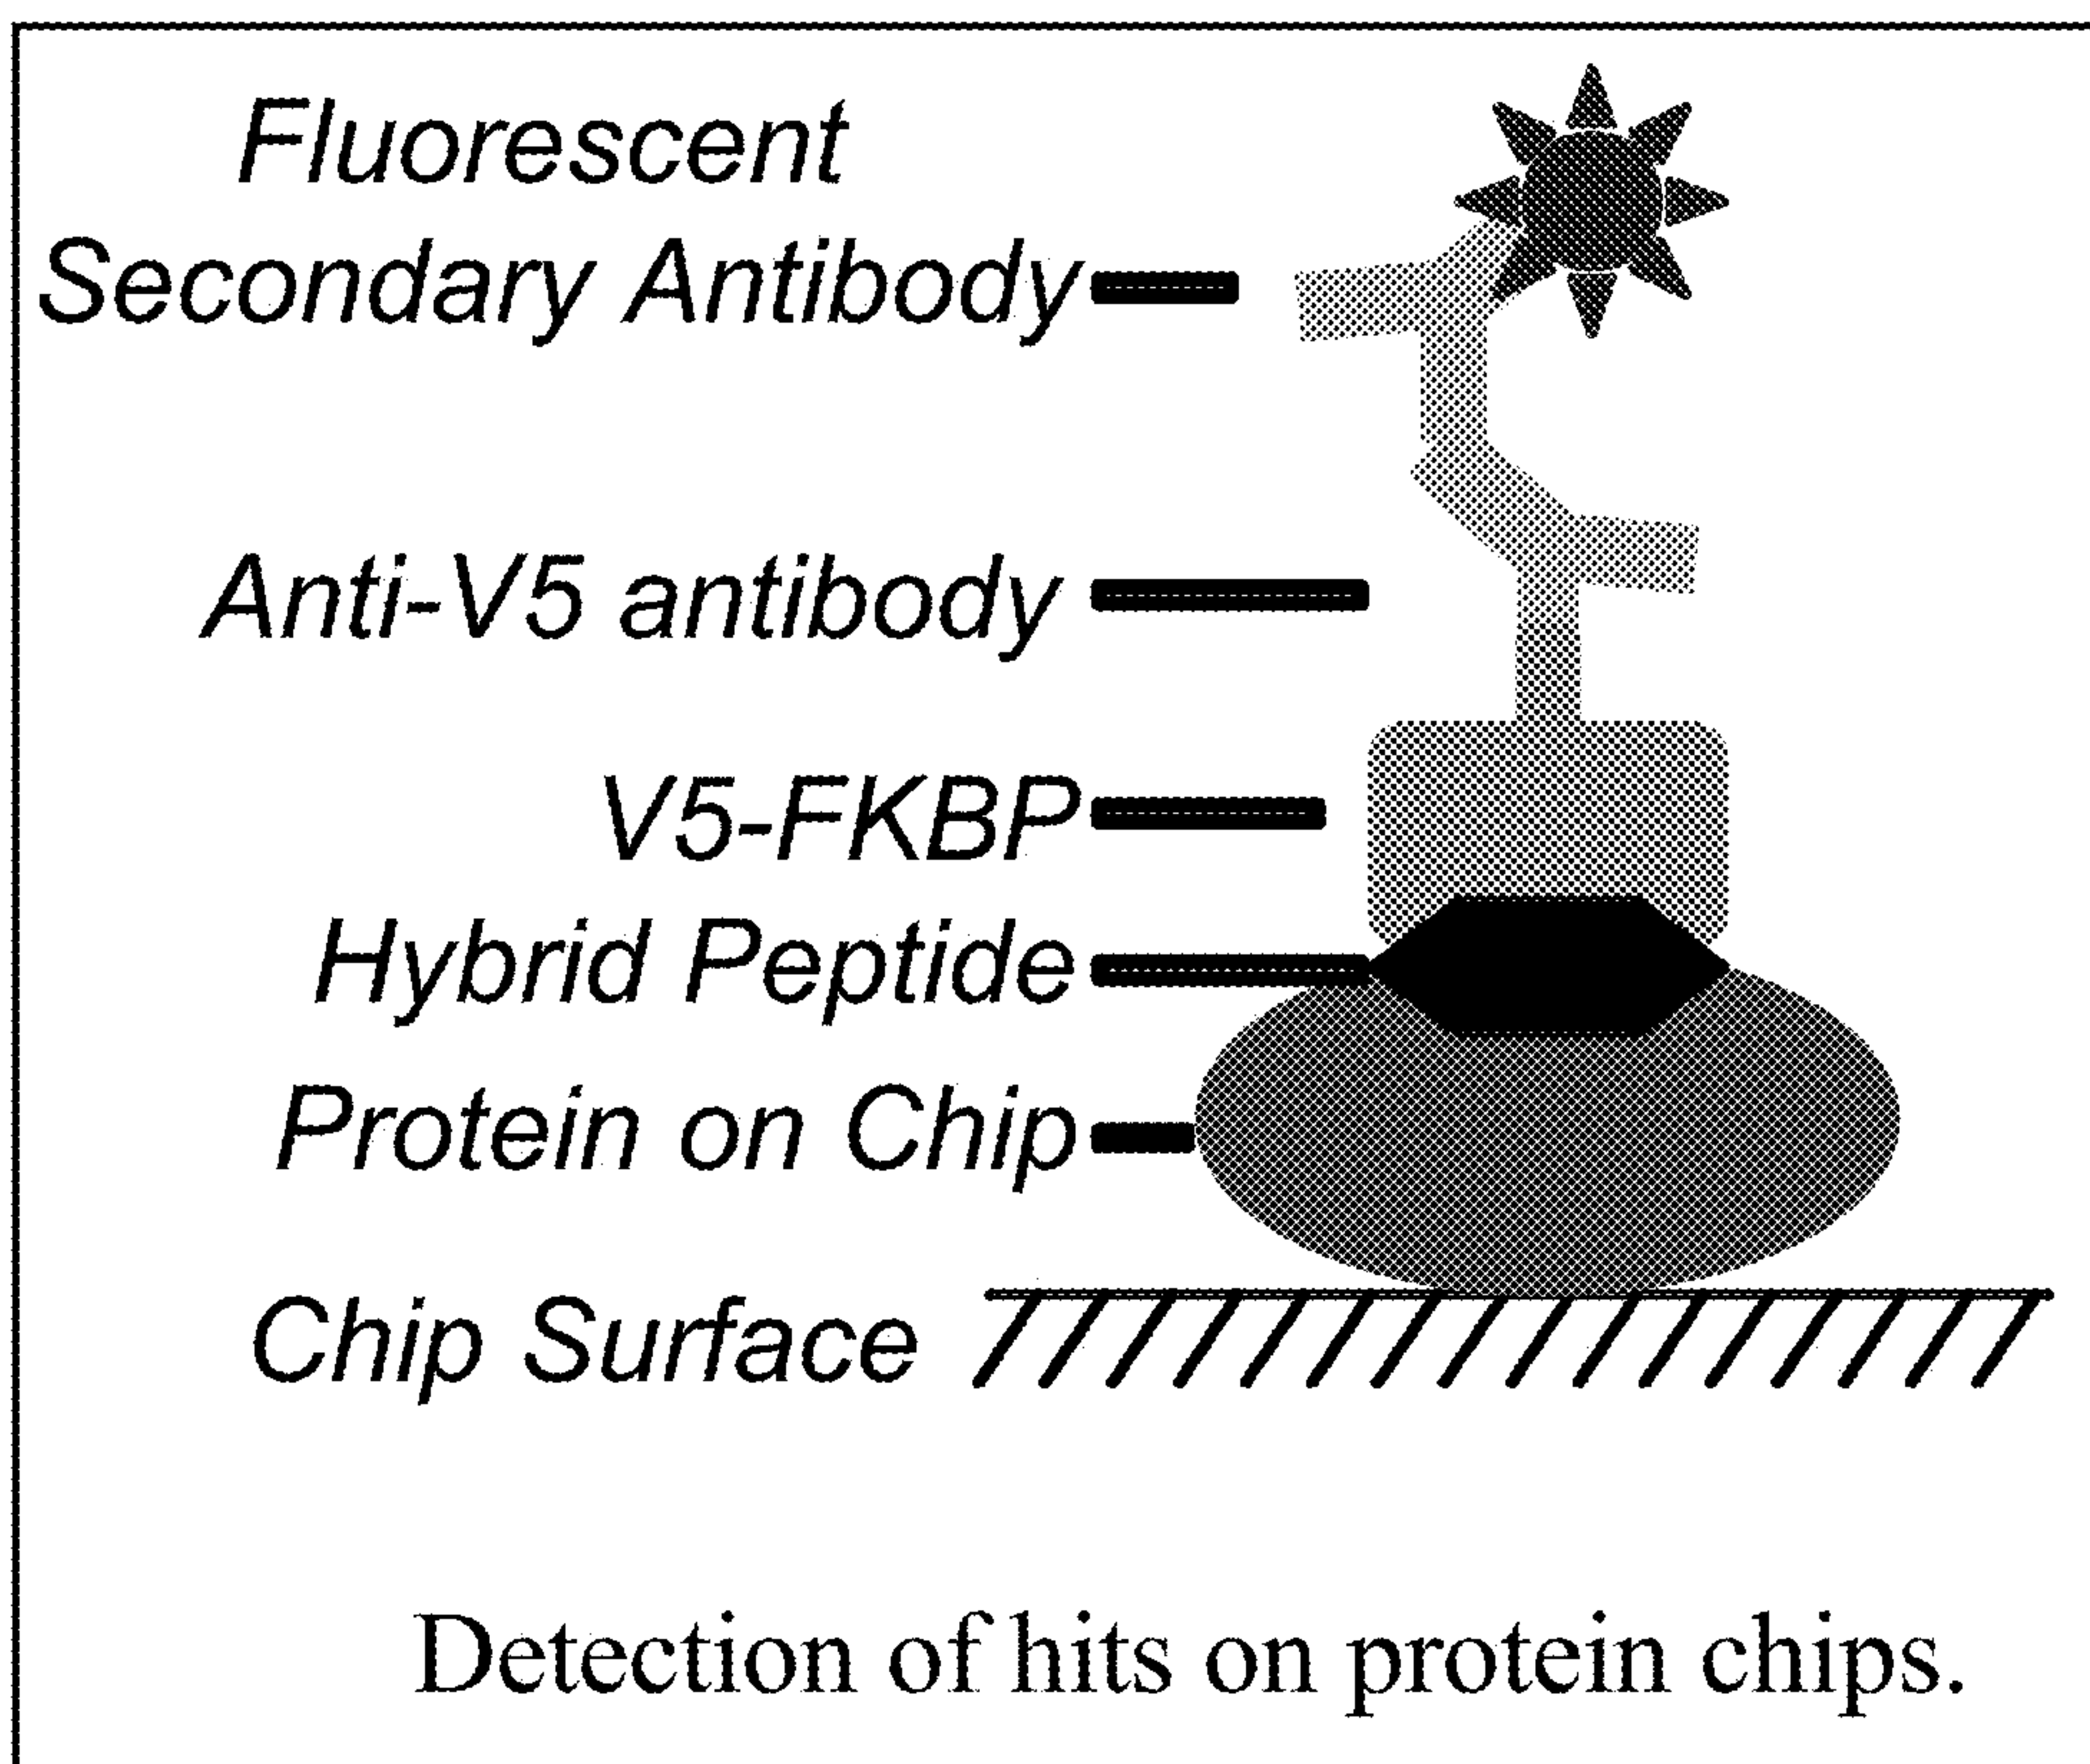 Fluorescent
Secondary Antibody
Anti-V5 antibody
V5-FKBP
Hybrid Peptide
Protein on Chip
Chip Surface
Detection of hits on protein chips.